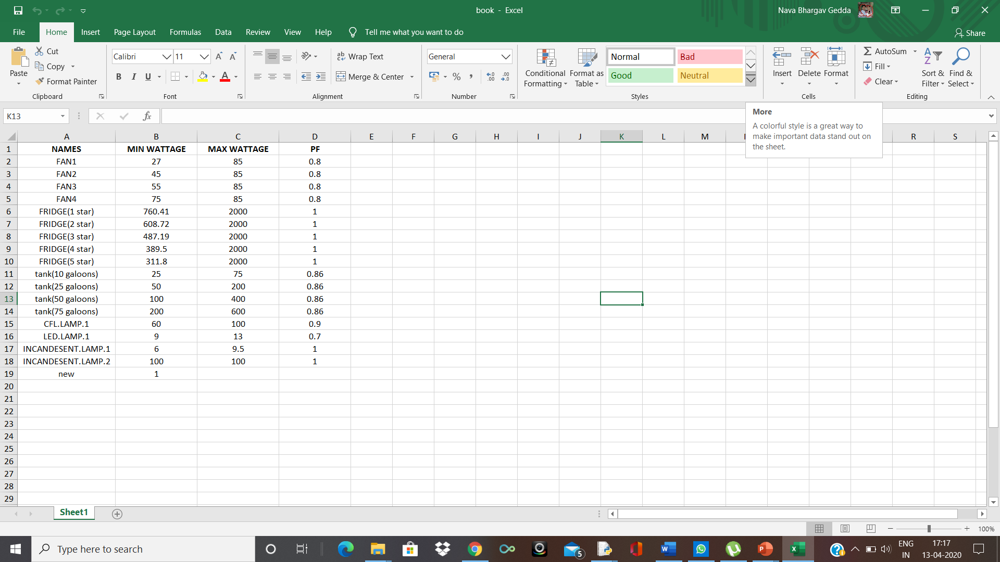 book - Excel
Nava Bhargav Gedda
File Home Insert Page Layout Formulas Data Review View Help Tell me what you want to do
Share
Paste
Cut
Copy
Format Painter
Clipboard
Calibri 11
B I U
Font
Wrap Text
Merge & Center
Alignment
General
% ,
Number
Conditional Formatting
Format as Table
Normal Bad
Good Neutral
Styles
Insert Delete Format
Cells
AutoSum
Fill
Clear
Sort & Filter
Find & Select
Editing
K13
fx
More
A colorful style is a great way to
make important data stand out on
the sheet.
A B C D E F G H I J K L M R S
1 NAMES MIN WATTAGE MAX WATTAGE PF
2 FAN1 27 85 0.8
3 FAN2 45 85 0.8
4 FAN3 55 85 0.8
5 FAN4 75 85 0.8
6 FRIDGE(1 star) 760.41 2000 1
7 FRIDGE(2 star) 608.72 2000 1
8 FRIDGE(3 star) 487.19 2000 1
9 FRIDGE(4 star) 389.5 2000 1
10 FRIDGE(5 star) 311.8 2000 1
11 tank(10 galoons) 25 75 0.86
12 tank(25 galoons) 50 200 0.86
13 tank(50 galoons) 100 400 0.86
14 tank(75 galoons) 200 600 0.86
15 CFL.LAMP.1 60 100 0.9
16 LED.LAMP.1 9 13 0.7
17 INCANDESENT.LAMP.1 6 9.5 1
18 INCANDESENT.LAMP.2 100 100 1
19 new 1
20
21
22
23
24
25
26
27
28
29
Sheet1
100%
Type here to search
5
ENG
IN
17:17
13-04-2020